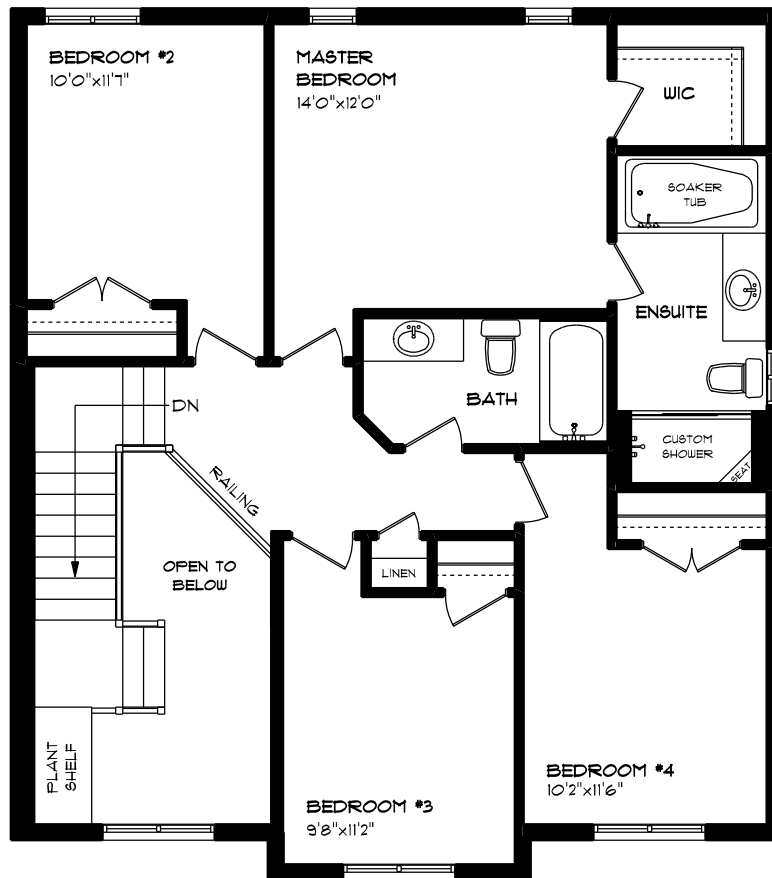 BEDROOM #2
10'0"x11'7"
MASTER
BEDROOM
14'0"x12'0"
WIC
SOAKER
TUB
ENSUITE
BATH
DN
CUSTOM
SHOWER
SEAT
RAILING
OPEN TO
BELOW
LINEN
PLANT
SHELF
BEDROOM #3
9'8"x11'2"
BEDROOM #4
10'2"x11'6"